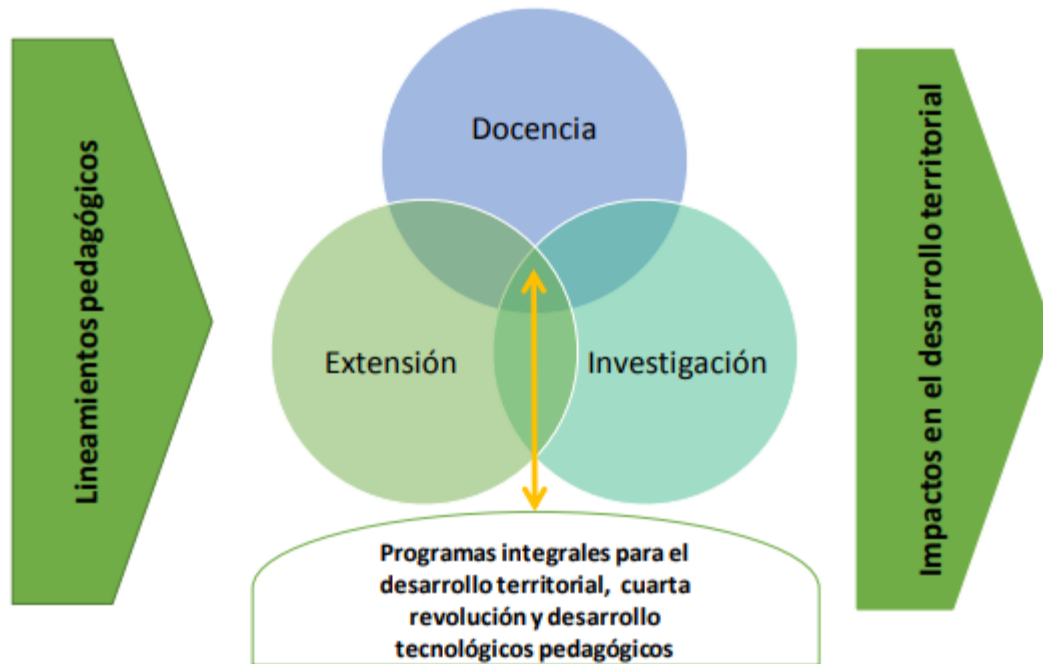 Lineamientos pedagógicos
Docencia
Extensión
Investigación
Programas integrales para el
desarrollo territorial, cuarta
revolución y desarrollo
tecnológicos pedagógicos
Impactos en el desarrollo territorial